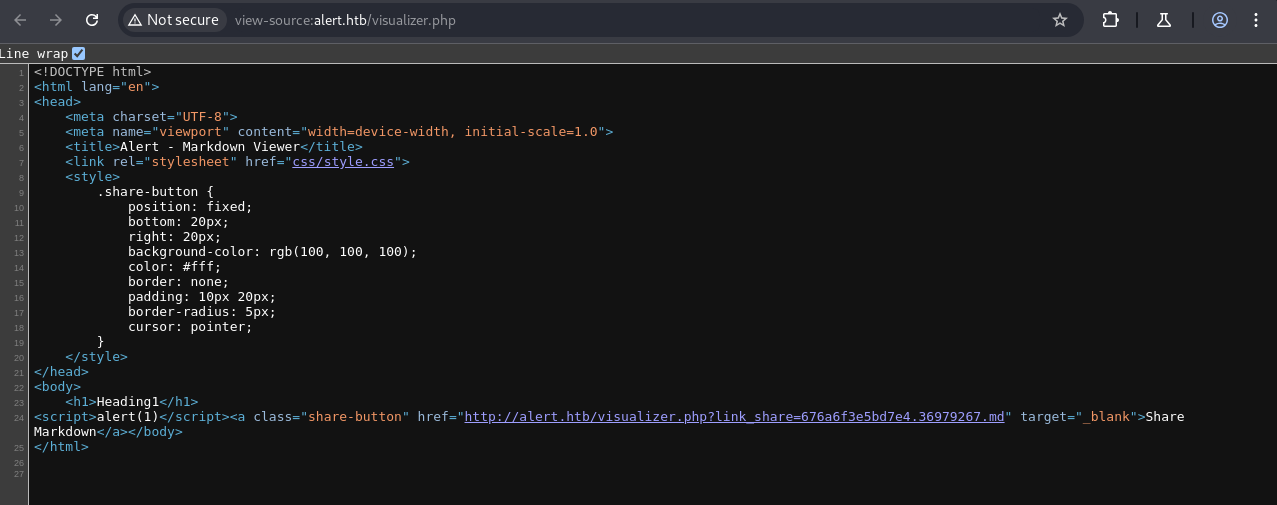 Not secure view-source:alert.htb/visualizer.php
Line wrap
1 <!DOCTYPE html>
2 <html lang="en">
3 <head>
4     <meta charset="UTF-8">
5     <meta name="viewport" content="width=device-width, initial-scale=1.0">
6     <title>Alert - Markdown Viewer</title>
7     <link rel="stylesheet" href="css/style.css">
8     <style>
9         .share-button {
10             position: fixed;
11             bottom: 20px;
12             right: 20px;
13             background-color: rgb(100, 100, 100);
14             color: #fff;
15             border: none;
16             padding: 10px 20px;
17             border-radius: 5px;
18             cursor: pointer;
19         }
20     </style>
21 </head>
22 <body>
23     <h1>Heading1</h1>
24 <script>alert(1)</script><a class="share-button" href="http://alert.htb/visualizer.php?link_share=676a6f3e5bd7e4.36979267.md" target="_blank">Share
Markdown</a></body>
25 </html>
26
27